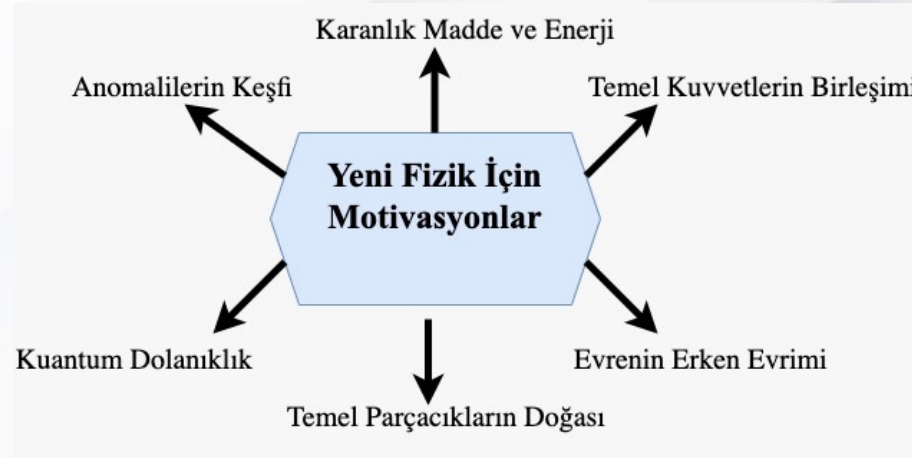 Karanlık Madde ve Enerji
Anomalilerin Keşfi
Temel Kuvvetlerin Birleşimi
Yeni Fizik İçin
Motivasyonlar
Kuantum Dolanıklık
Evrenin Erken Evrimi
Temel Parçacıkların Doğası